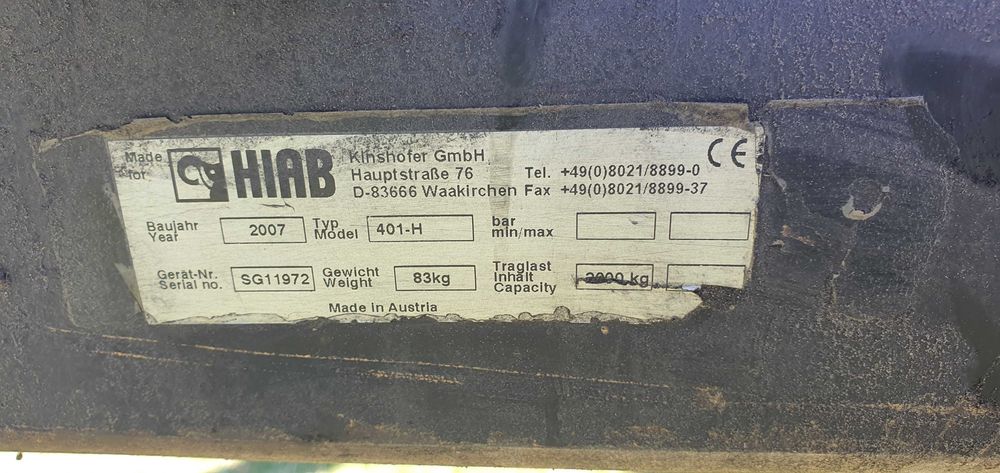 Made for HIAB
Kinshofer GmbH
Hauptstraße 76 Tel. +49(0)8021/8899-0
D-83666 Waakirchen Fax +49(0)8021/8899-37
CE
Baujahr Year 2007 Typ Model 401-H bar min/max
Gerät-Nr. Serial no. SG11972 Gewicht Weight 83kg Traglast Inhalt Capacity 2000 kg
Made in Austria